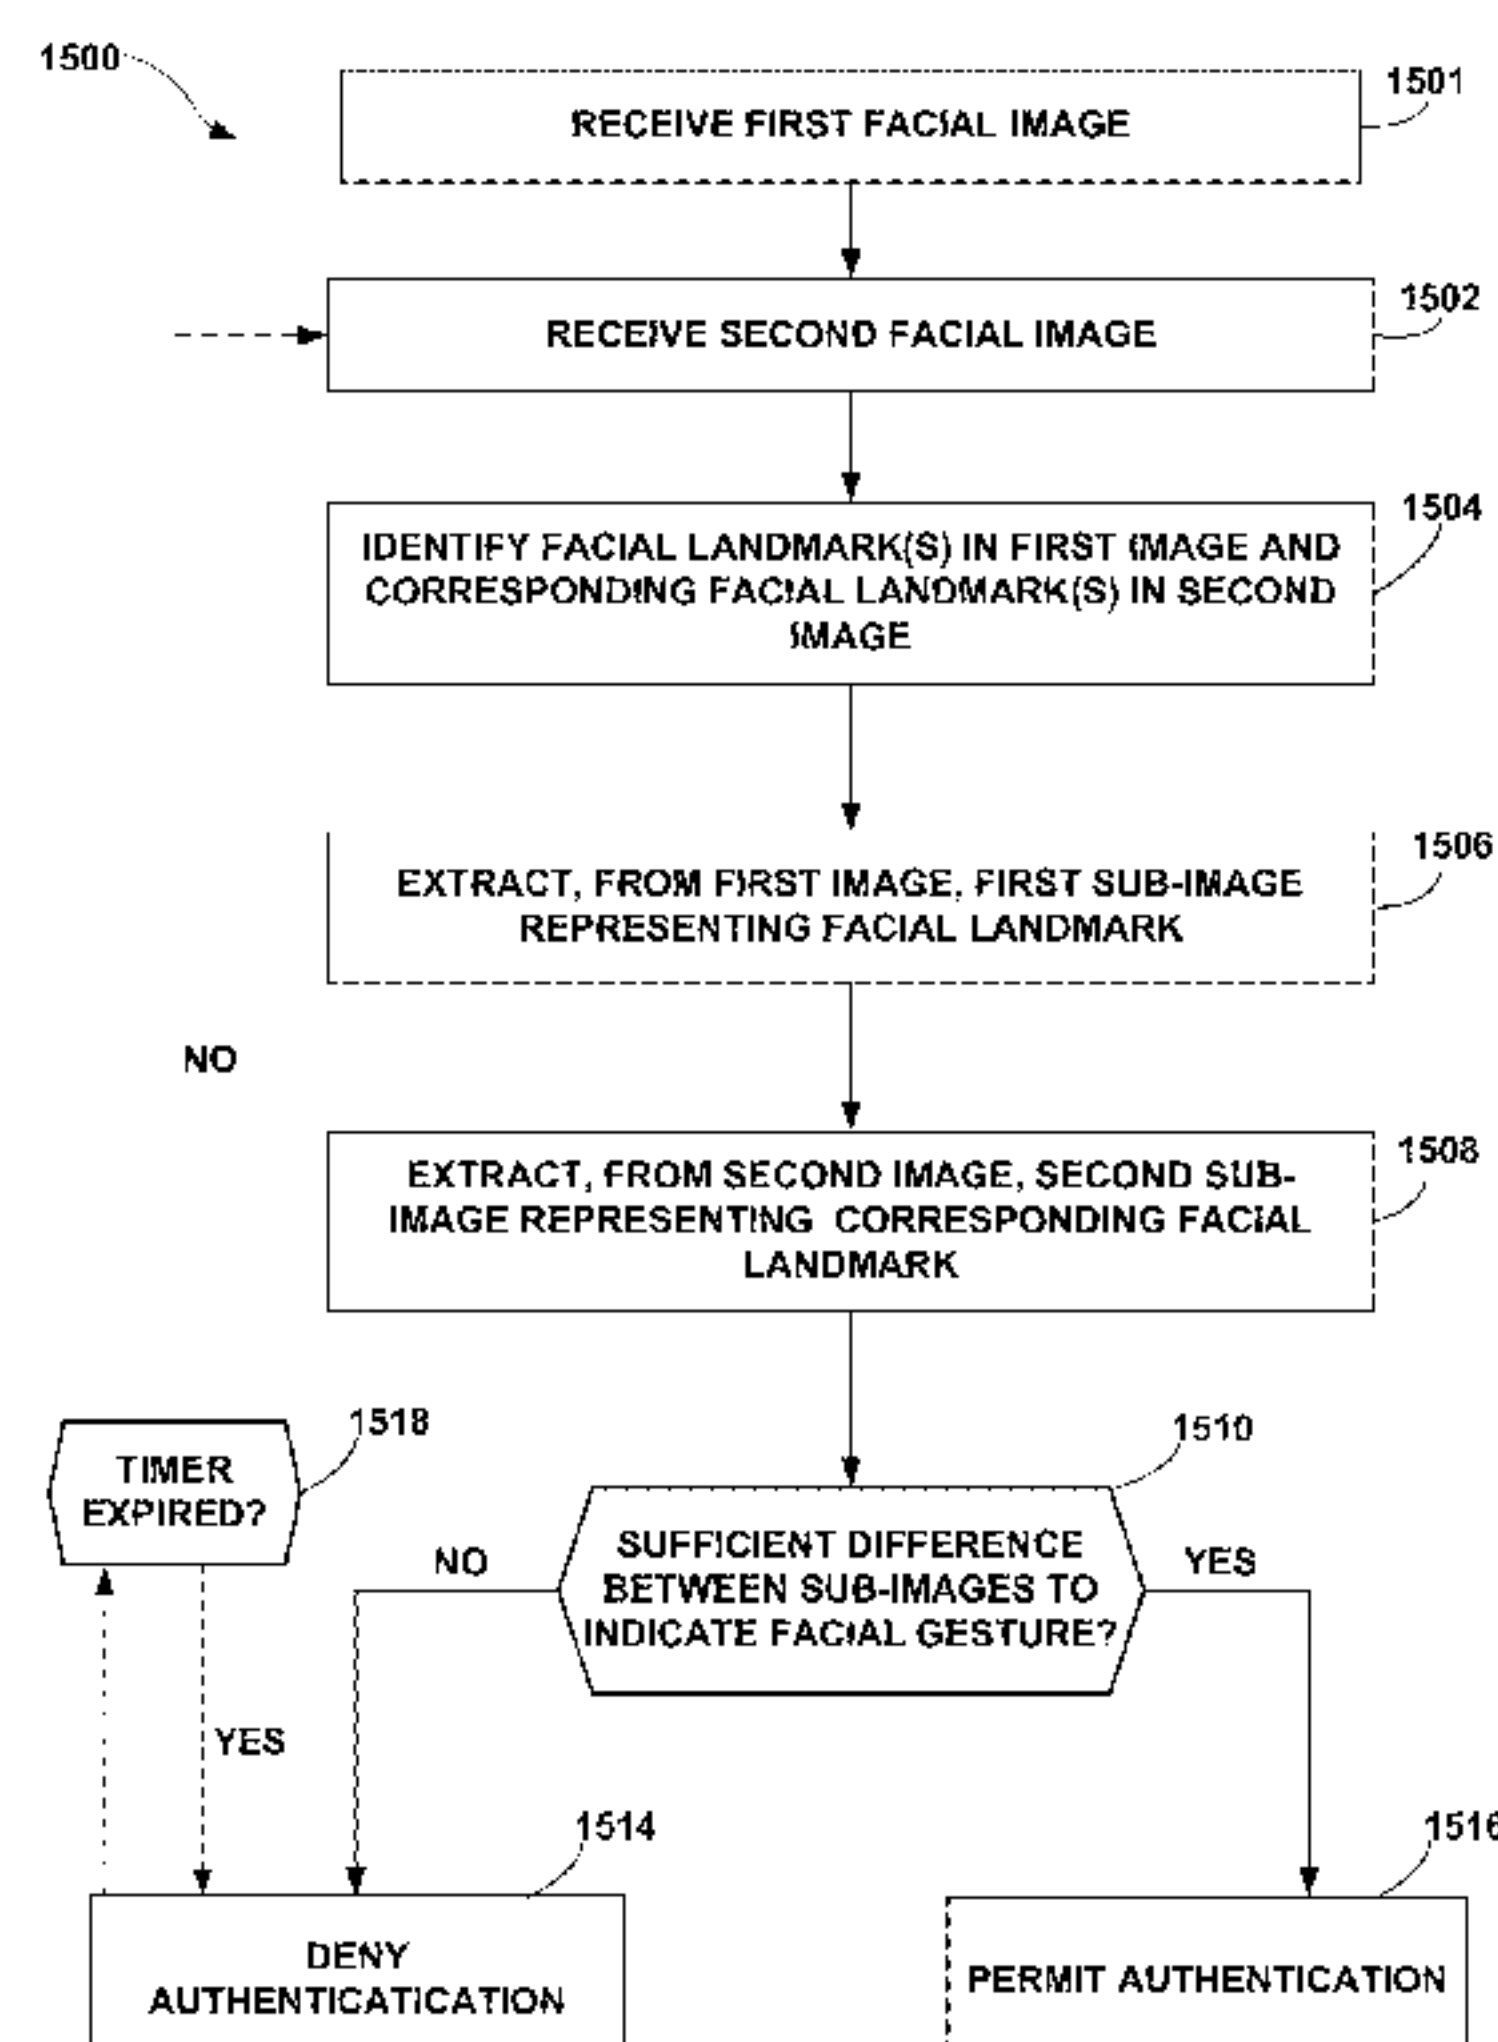 1500
RECEIVE FIRST FACIAL IMAGE
1501
RECEIVE SECOND FACIAL IMAGE
1502
IDENTIFY FACIAL LANDMARK(S) IN FIRST IMAGE AND
CORRESPONDING FACIAL LANDMARK(S) IN SECOND
IMAGE
1504
EXTRACT, FROM FIRST IMAGE, FIRST SUB-IMAGE
REPRESENTING FACIAL LANDMARK
1506
NO
EXTRACT, FROM SECOND IMAGE, SECOND SUB-
IMAGE REPRESENTING CORRESPONDING FACIAL
LANDMARK
1508
TIMER
EXPIRED?
1518
SUFFICIENT DIFFERENCE
BETWEEN SUB-IMAGES TO
INDICATE FACIAL GESTURE?
1510
NO
YES
YES
DENY
AUTHENTICATICATION
1514
PERMIT AUTHENTICATION
1516